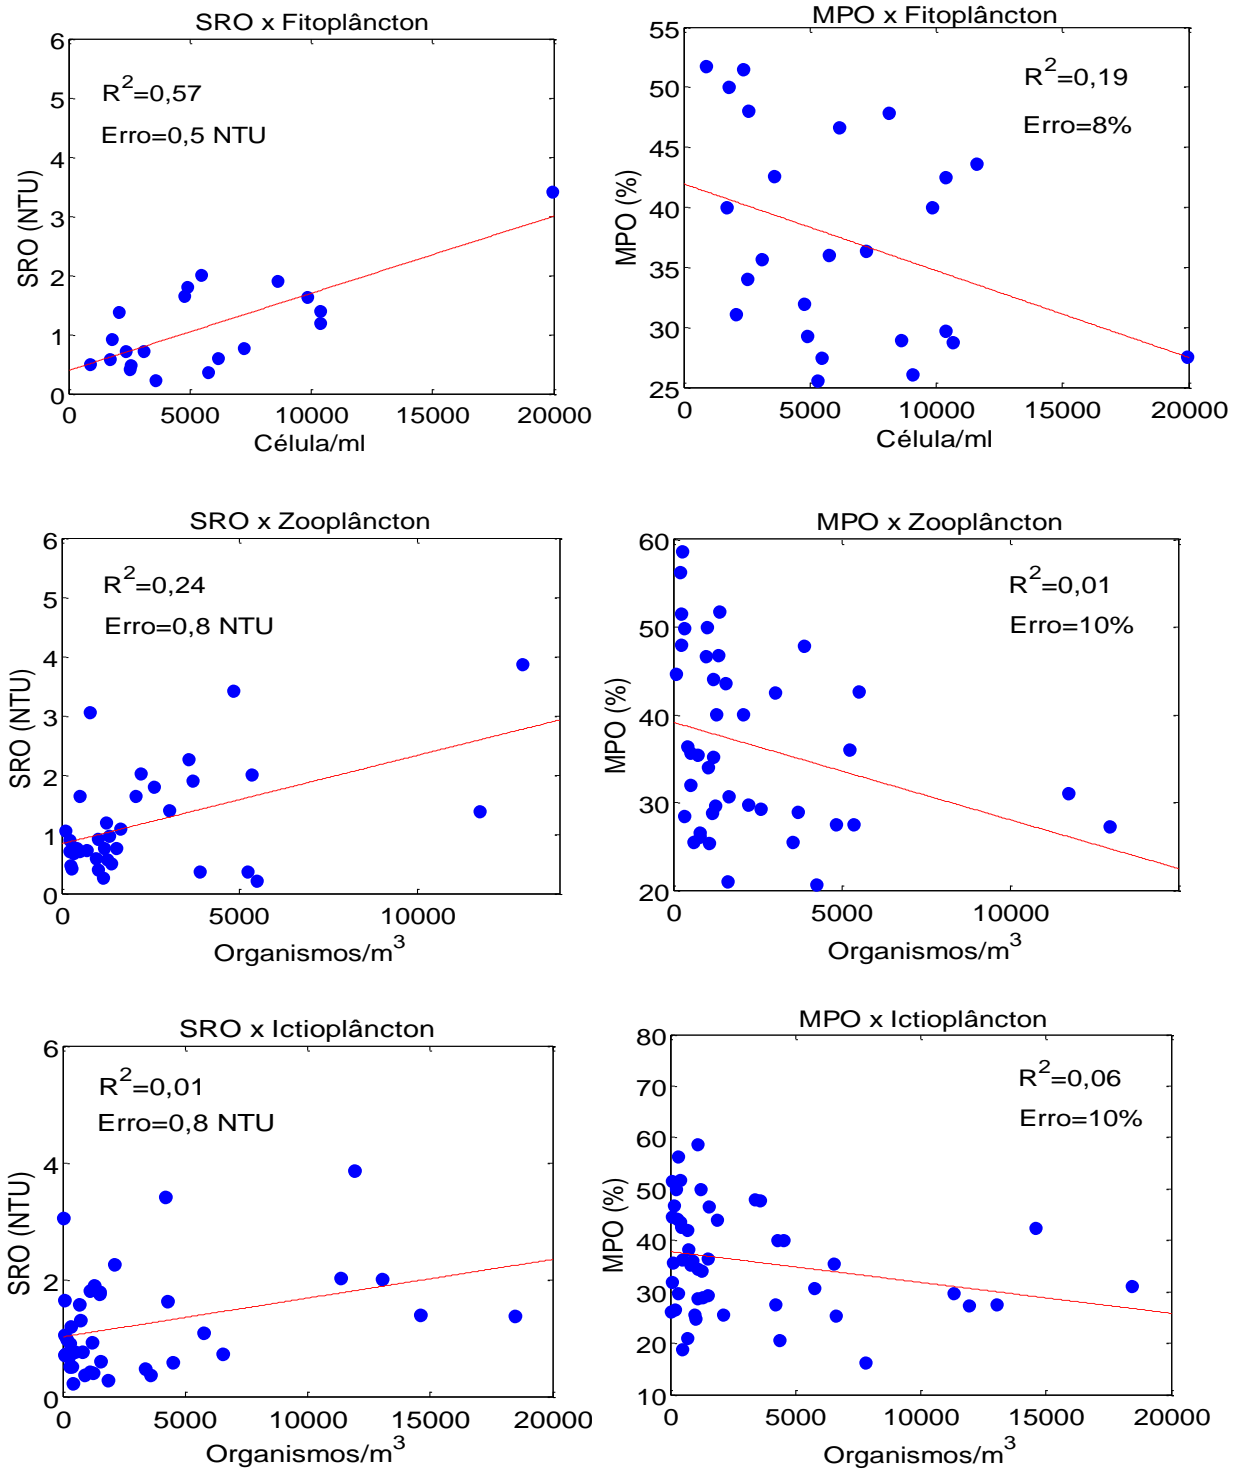 SRO x Fitoplâncton
6
5
4
3
2
1
0
SRO (NTU)
R²=0,57
Erro=0,5 NTU
0 5000 10000 15000 20000
Célula/ml
MPO x Fitoplâncton
55
50
45
40
35
30
25
MPO (%)
R²=0,19
Erro=8%
0 5000 10000 15000 20000
Célula/ml
SRO x Zooplâncton
6
5
4
3
2
1
0
SRO (NTU)
R²=0,24
Erro=0,8 NTU
0 5000 10000
Organismos/m³
MPO x Zooplâncton
60
50
40
30
20
MPO (%)
R²=0,01
Erro=10%
0 5000 10000
Organismos/m³
SRO x Ictioplâncton
6
4
2
0
SRO (NTU)
R²=0,01
Erro=0,8 NTU
0 5000 10000 15000 20000
Organismos/m³
MPO x Ictioplâncton
80
70
60
50
40
30
20
10
MPO (%)
R²=0,06
Erro=10%
0 5000 10000 15000 20000
Organismos/m³